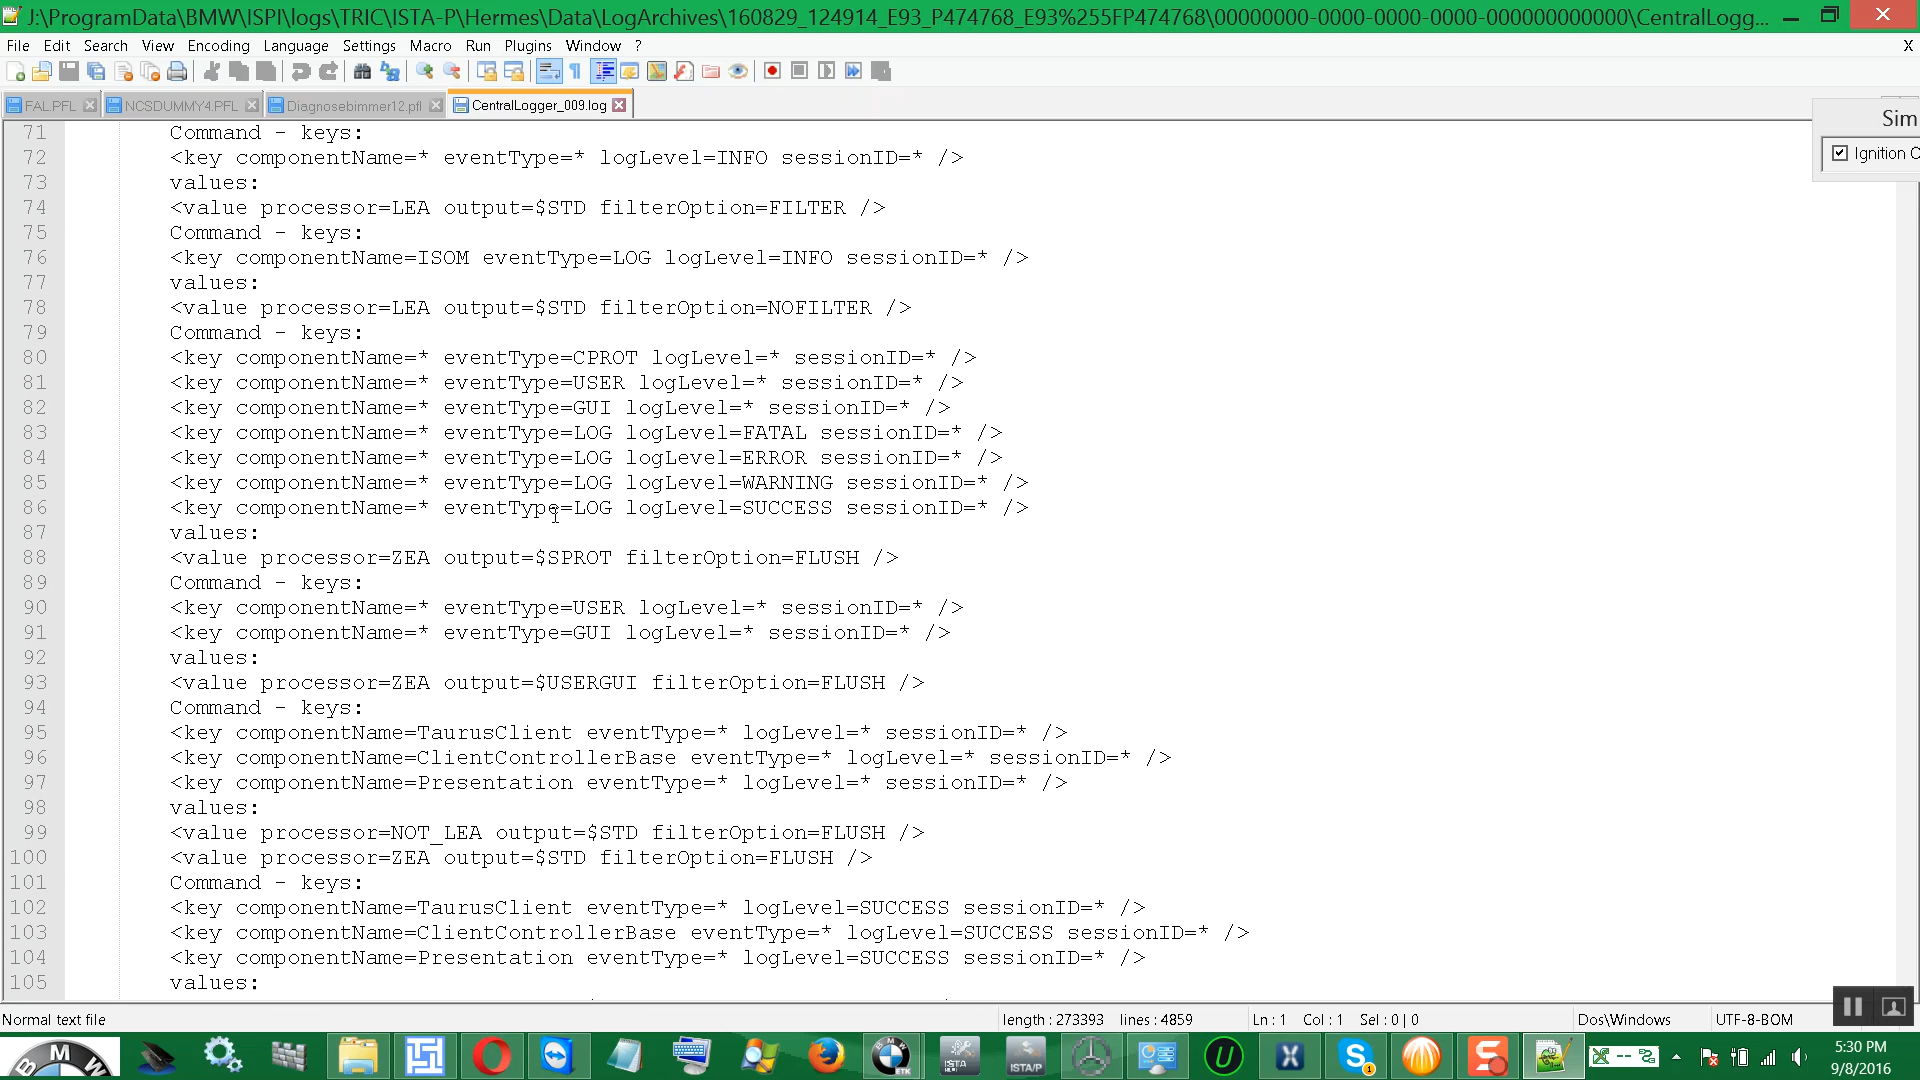 J:\ProgramData\BMW\ISPI\logs\TRIC\ISTA-P\Hermes\Data\LogArchives\160829_124914_E93_P474768_E93%255FP474768\00000000-0000-0000-0000-000000000000\CentralLogg...
File Edit Search View Encoding Language Settings Macro Run Plugins Window ? X
FAL.PFL NCSDUMMY4.PFL Diagnosebimmer12.pfl CentralLogger_009.log
Sim
Ignition C
71 Command - keys:
72 <key componentName=* eventType=* logLevel=INFO sessionID=* />
73 values:
74 <value processor=LEA output=$STD filterOption=FILTER />
75 Command - keys:
76 <key componentName=ISOM eventType=LOG logLevel=INFO sessionID=* />
77 values:
78 <value processor=LEA output=$STD filterOption=NOFILTER />
79 Command - keys:
80 <key componentName=* eventType=CPROT logLevel=* sessionID=* />
81 <key componentName=* eventType=USER logLevel=* sessionID=* />
82 <key componentName=* eventType=GUI logLevel=* sessionID=* />
83 <key componentName=* eventType=LOG logLevel=FATAL sessionID=* />
84 <key componentName=* eventType=LOG logLevel=ERROR sessionID=* />
85 <key componentName=* eventType=LOG logLevel=WARNING sessionID=* />
86 <key componentName=* eventType=LOG logLevel=SUCCESS sessionID=* />
87 values:
88 <value processor=ZEA output=$SPROT filterOption=FLUSH />
89 Command - keys:
90 <key componentName=* eventType=USER logLevel=* sessionID=* />
91 <key componentName=* eventType=GUI logLevel=* sessionID=* />
92 values:
93 <value processor=ZEA output=$USERGUI filterOption=FLUSH />
94 Command - keys:
95 <key componentName=TaurusClient eventType=* logLevel=* sessionID=* />
96 <key componentName=ClientControllerBase eventType=* logLevel=* sessionID=* />
97 <key componentName=Presentation eventType=* logLevel=* sessionID=* />
98 values:
99 <value processor=NOT_LEA output=$STD filterOption=FLUSH />
100 <value processor=ZEA output=$STD filterOption=FLUSH />
101 Command - keys:
102 <key componentName=TaurusClient eventType=* logLevel=SUCCESS sessionID=* />
103 <key componentName=ClientControllerBase eventType=* logLevel=SUCCESS sessionID=* />
104 <key componentName=Presentation eventType=* logLevel=SUCCESS sessionID=* />
105 values:
Normal text file length : 273393 lines : 4859 Ln : 1 Col : 1 Sel : 0 | 0 Dos\Windows UTF-8-BOM
BMW ETK ISTA ISTA/P U X S 1 S 5:30 PM
9/8/2016